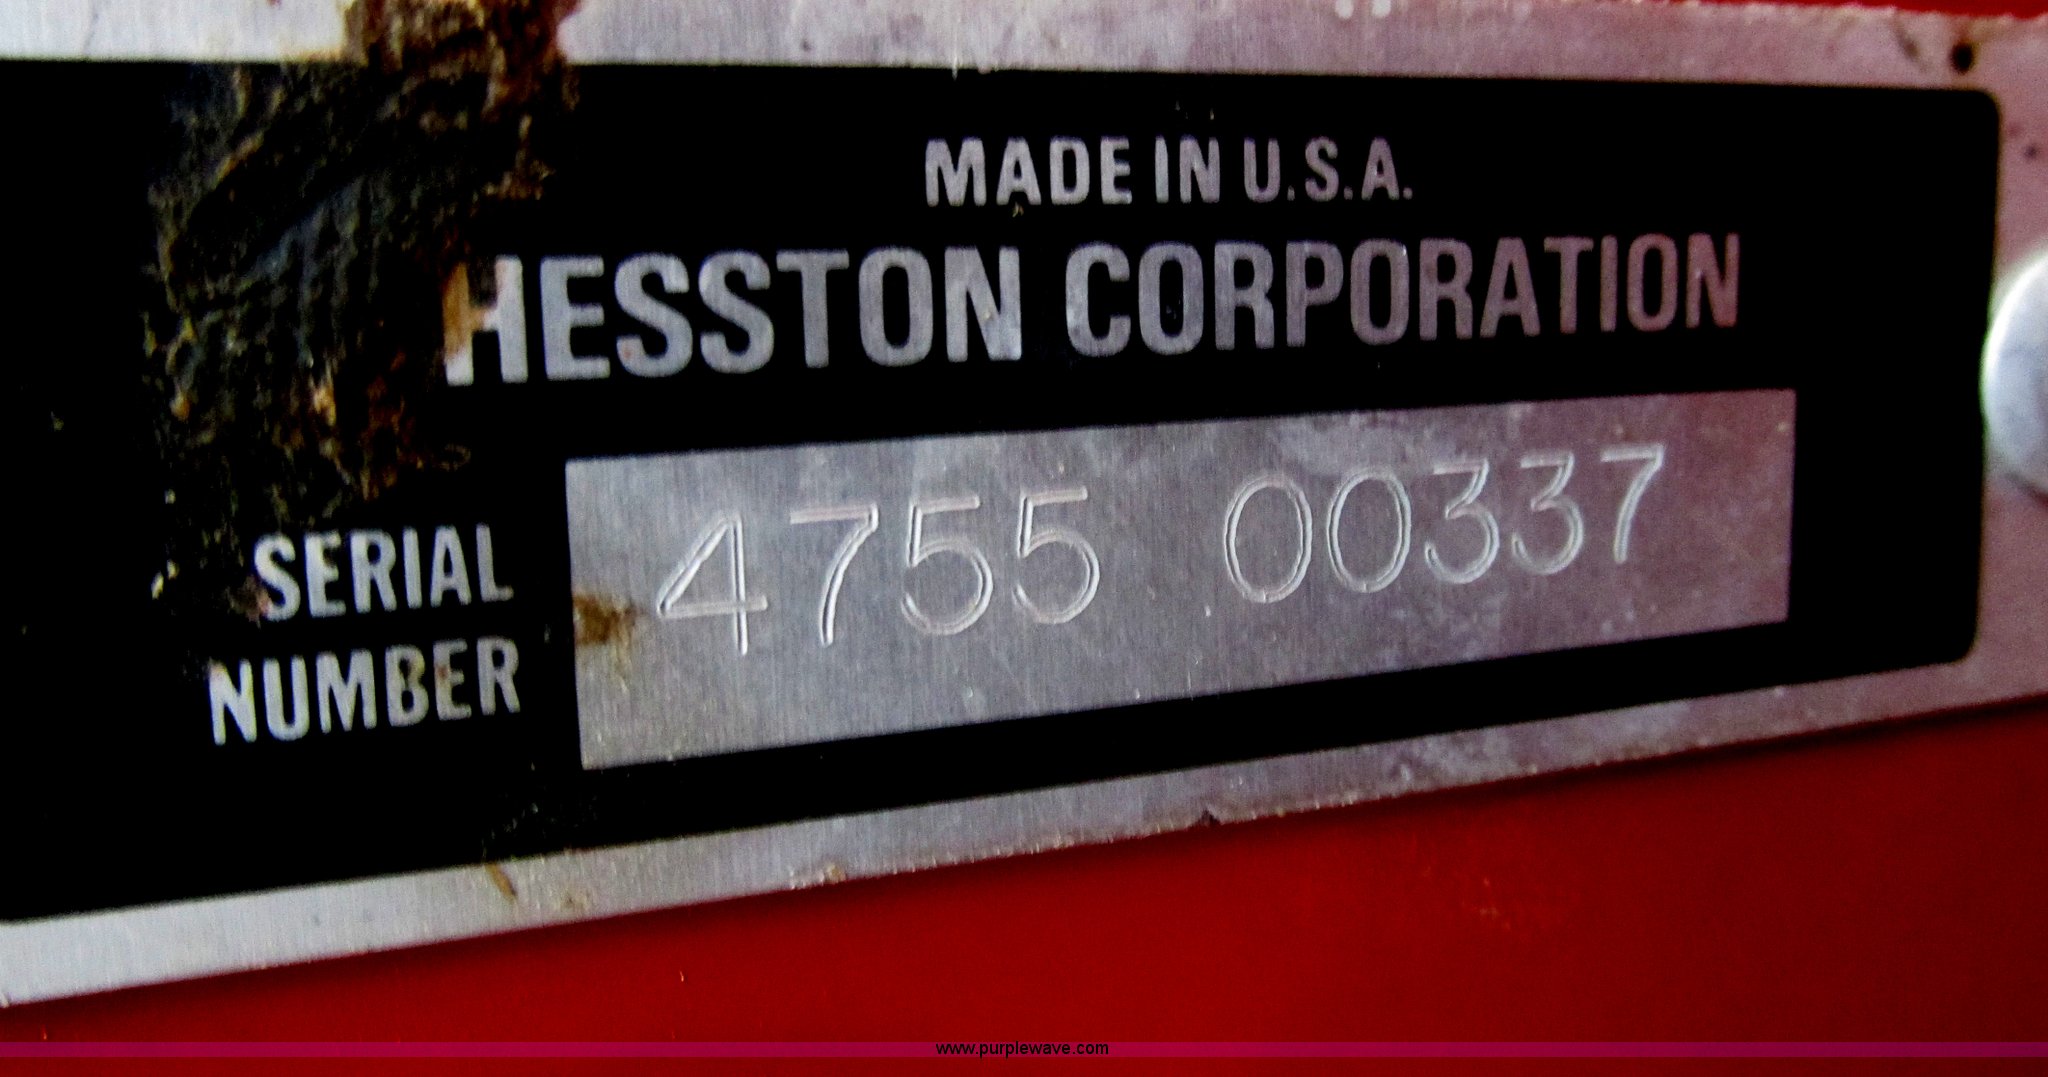 MADE IN U.S.A.
HESSTON CORPORATION
SERIAL
NUMBER
4755 00337
www.purplewave.com